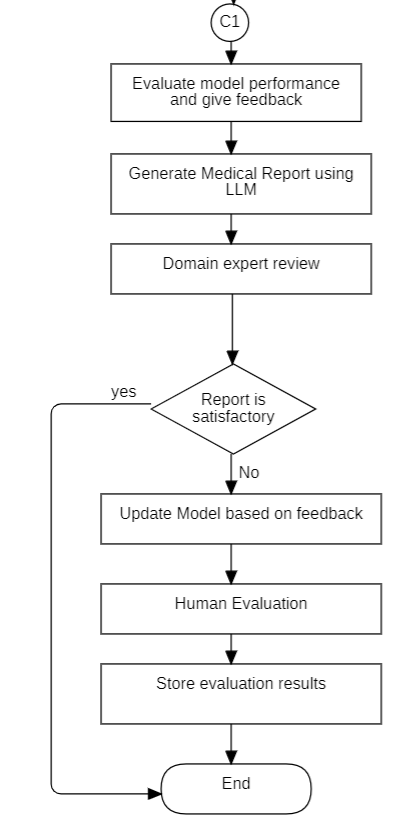 C1
Evaluate model performance
and give feedback
Generate Medical Report using
LLM
Domain expert review
yes
Report is
satisfactory
No
Update Model based on feedback
Human Evaluation
Store evaluation results
End